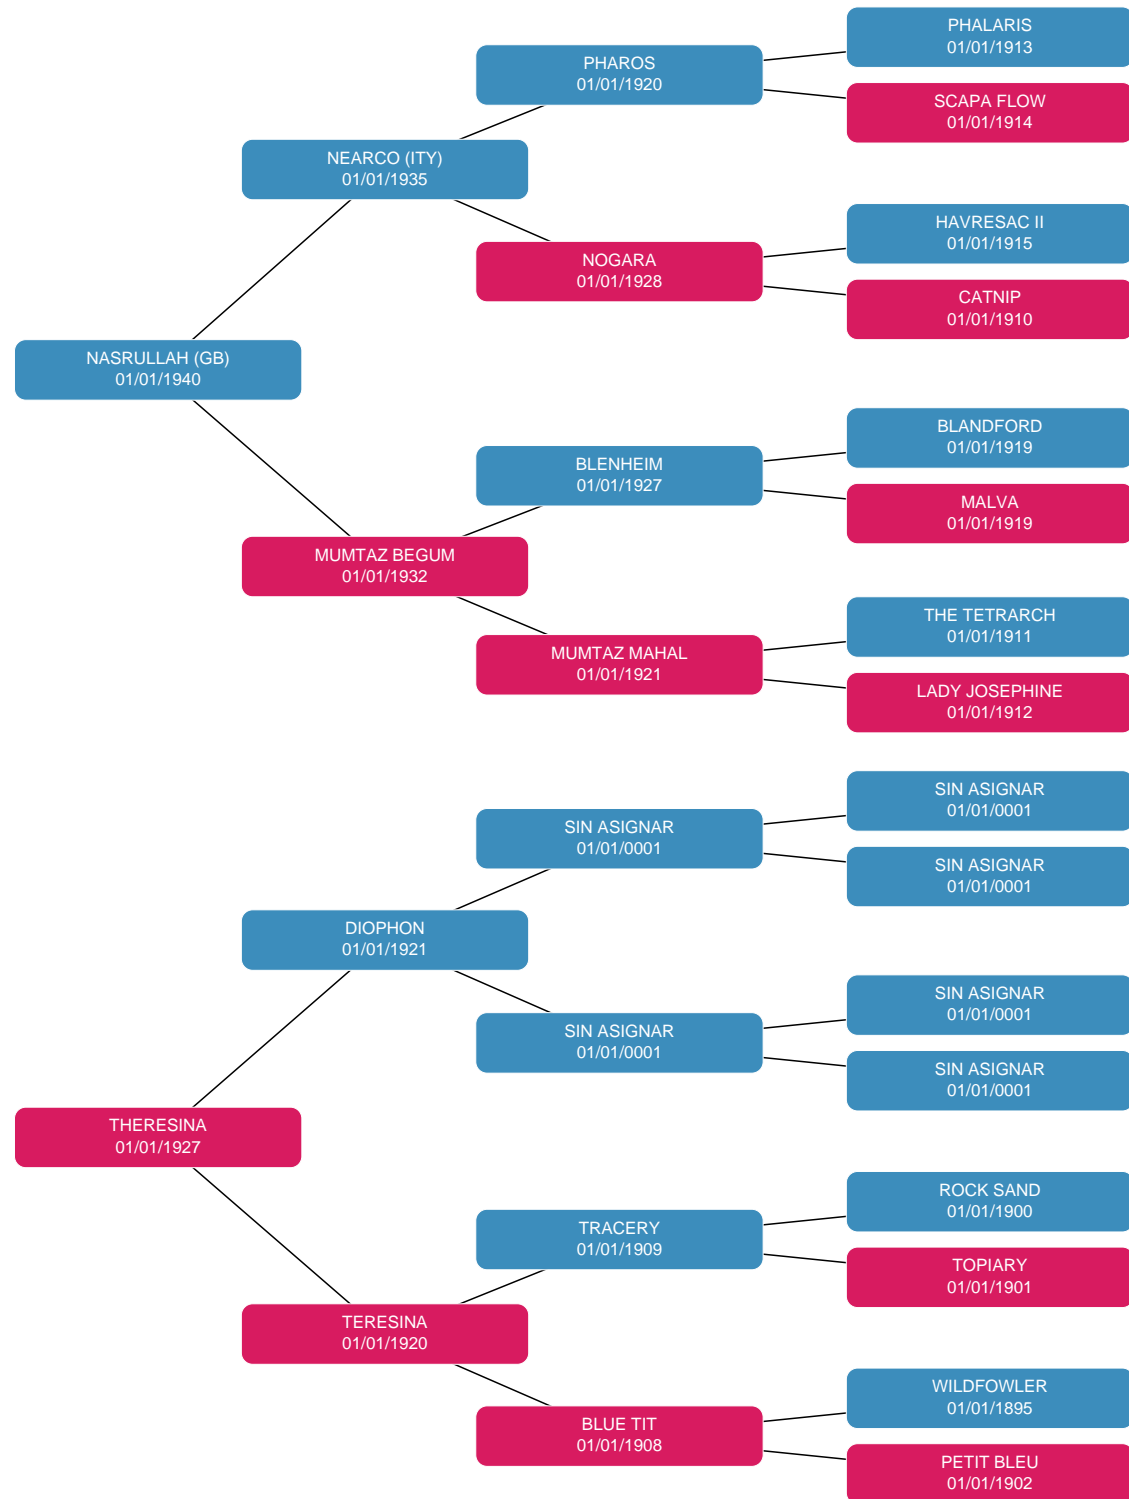 PHALARIS
01/01/1913
PHAROS
01/01/1920
SCAPA FLOW
01/01/1914
NEARCO (ITY)
01/01/1935
HAVRESAC II
01/01/1915
NOGARA
01/01/1928
CATNIP
01/01/1910
NASRULLAH (GB)
01/01/1940
BLANDFORD
01/01/1919
BLENHEIM
01/01/1927
MALVA
01/01/1919
MUMTAZ BEGUM
01/01/1932
THE TETRARCH
01/01/1911
MUMTAZ MAHAL
01/01/1921
LADY JOSEPHINE
01/01/1912
SIN ASIGNAR
01/01/0001
SIN ASIGNAR
01/01/0001
SIN ASIGNAR
01/01/0001
DIOPHON
01/01/1921
SIN ASIGNAR
01/01/0001
SIN ASIGNAR
01/01/0001
SIN ASIGNAR
01/01/0001
THERESINA
01/01/1927
ROCK SAND
01/01/1900
TRACERY
01/01/1909
TOPIARY
01/01/1901
TERESINA
01/01/1920
WILDFOWLER
01/01/1895
BLUE TIT
01/01/1908
PETIT BLEU
01/01/1902